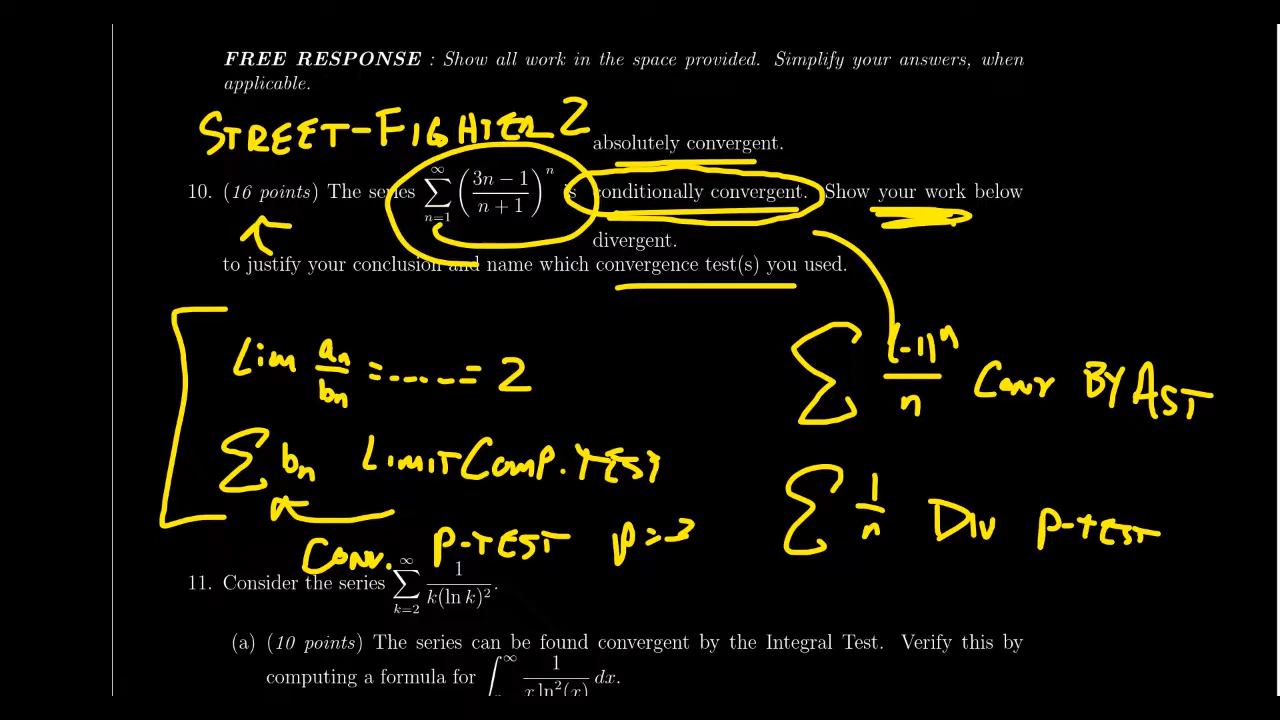 FREE RESPONSE : Show all work in the space provided. Simplify your answers, when
applicable.
STREET-FIGHTER 2
absolutely convergent.
10. (16 points) The series ∑_{n=1}^{∞} ((3n − 1)/(n + 1))^n is conditionally convergent. Show your work below
divergent.
to justify your conclusion and name which convergence test(s) you used.
Lim an/bn = ...... = 2
∑ (-1)^n/n Conv BY AST
∑ bn LIMIT Comp. TEST
∑ 1/n DIV P-TEST
Conv. P-TEST p=3
11. Consider the series ∑_{k=2}^{∞} 1/(k(ln k)^2).
(a) (10 points) The series can be found convergent by the Integral Test. Verify this by
computing a formula for ∫^∞ 1/(x ln^2(x)) dx.